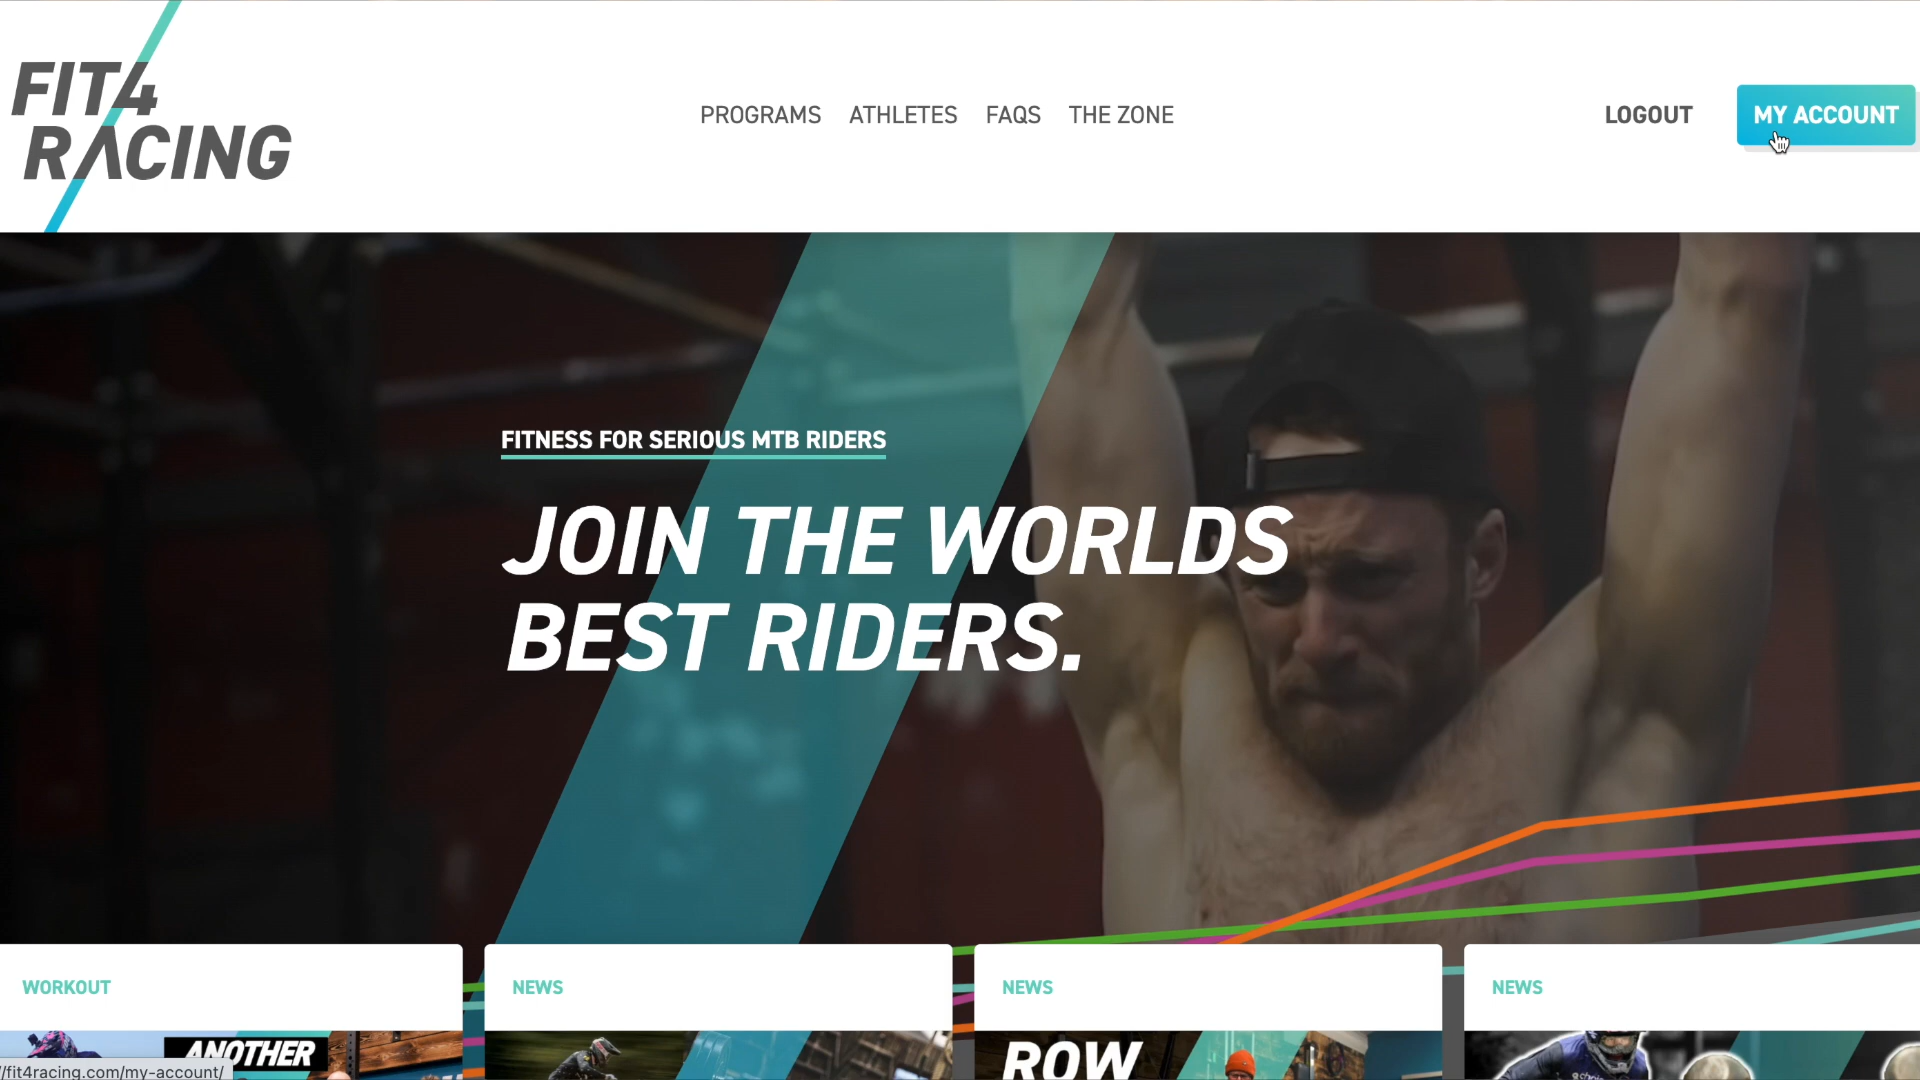 FIT4
RACING
PROGRAMS
ATHLETES
FAQS
THE ZONE
LOGOUT
MY ACCOUNT
FITNESS FOR SERIOUS MTB RIDERS
JOIN THE WORLDS
BEST RIDERS.
WORKOUT
NEWS
NEWS
NEWS
ANOTHER
ROW
/fit4racing.com/my-account/